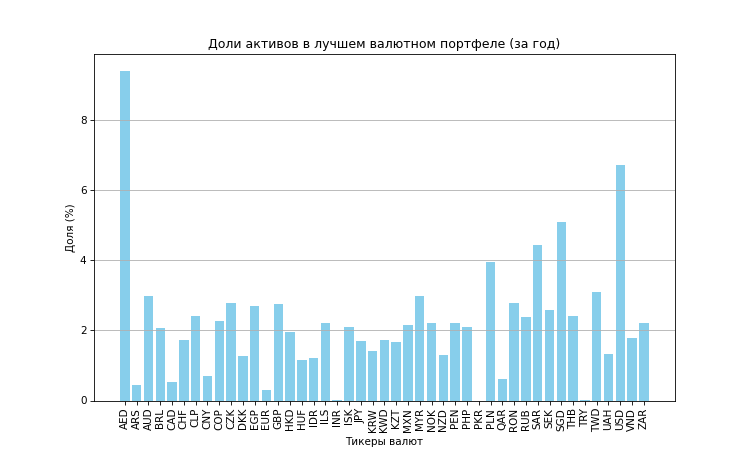 Доли активов в лучшем валютном портфеле (за год)
Доля (%)
8
6
4
2
0
AED ARS AUD BRL CAD CHF CLP CNY COP CZK DKK EGP EUR GBP HKD HUF IDR ILS INR ISK JPY KRW KWD KZT MXN MYR NOK NZD PEN PHP PKR PLN QAR RON RUB SAR SEK SGD THB TRY TWD UAH USD VND ZAR
Тикеры валют